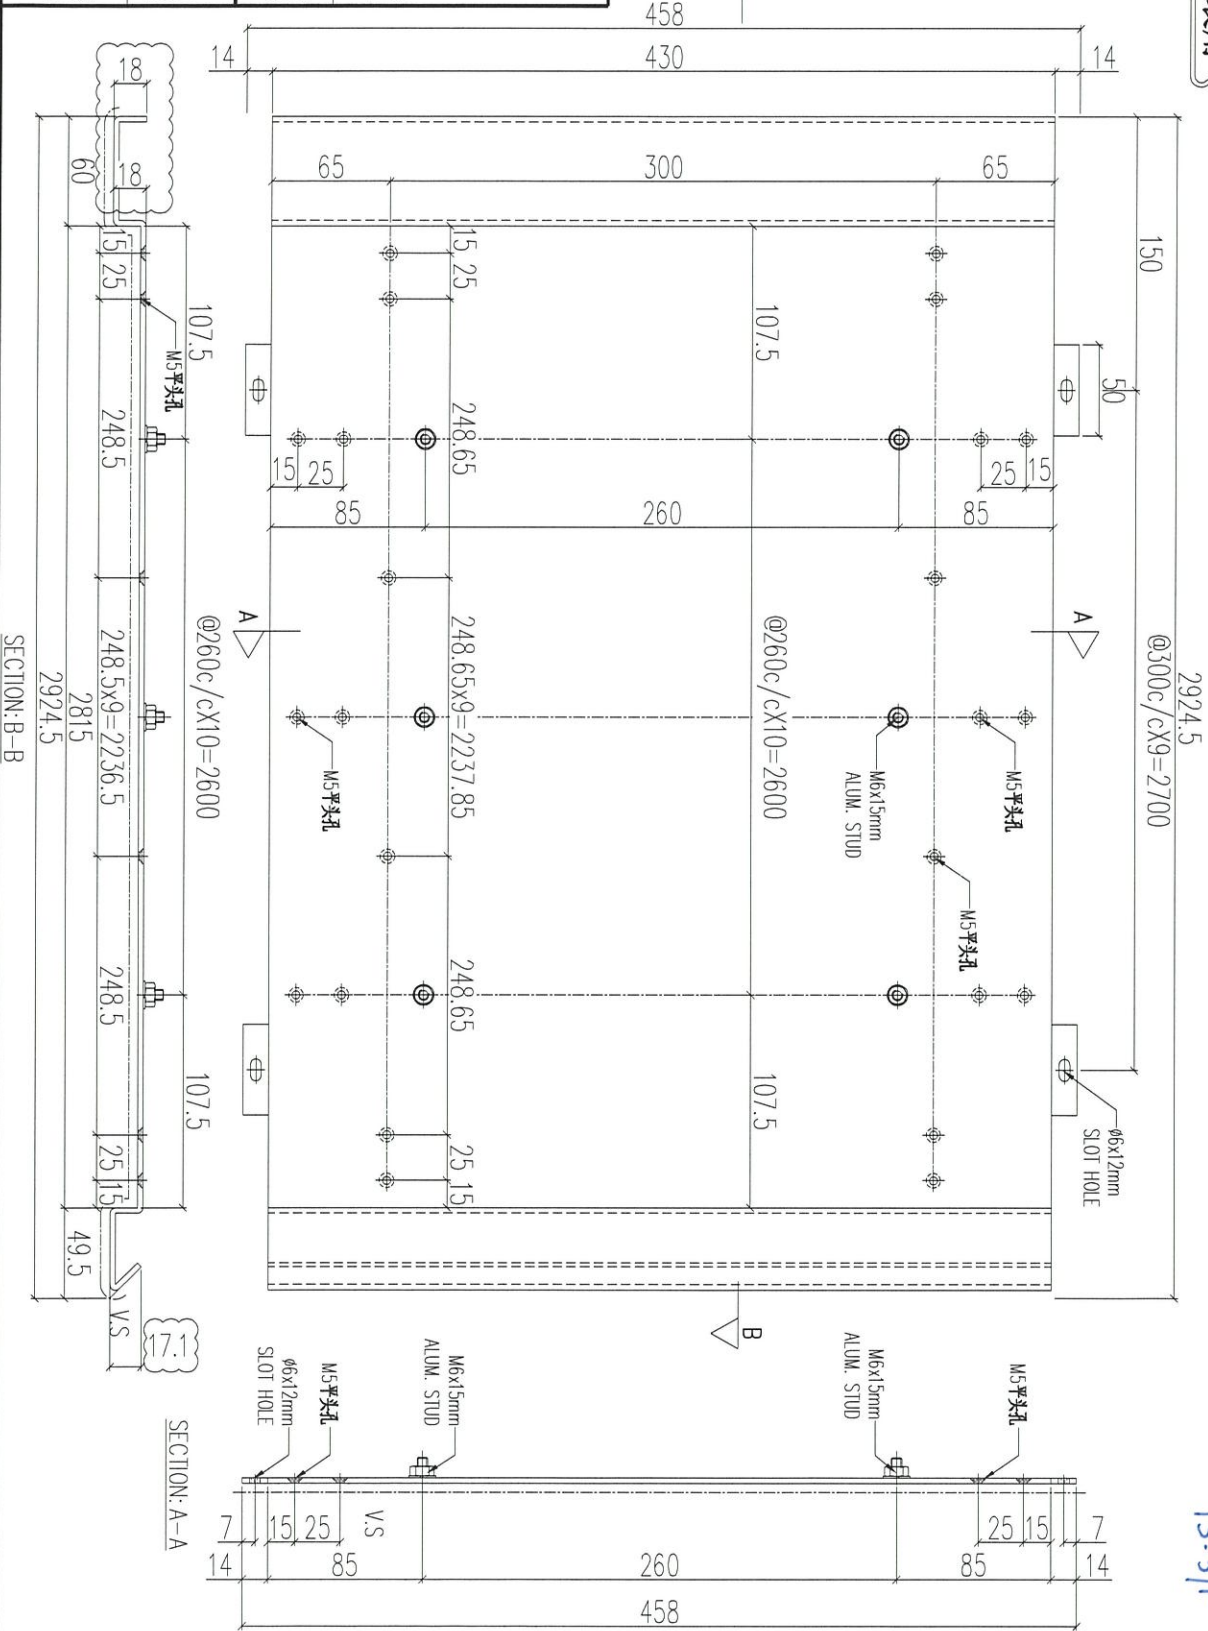 458
14
430
14
65
300
65
2924.5
@300c/cX9=2700
150
50
18
18
60
15 25
15 25
107.5
107.5
107.5
M5平头孔
248.5
248.65
15 25
25 15
85
260
85
A
A
@260c/cX10=2600
248.65x9=2237.85
@260c/cX10=2600
248.5x9=2236.5
2815
2924.5
SECTION:B-B
M5平头孔
M6x15mm
ALUM. STUD
M5平头孔
M5平头孔
248.5
248.65
107.5
107.5
107.5
25 15
25 15
ø6x12mm
SLOT HOLE
49.5
V.S
17.1
B
ø6x12mm
SLOT HOLE
M5平头孔
M6x15mm
ALUM. STUD
M6x15mm
ALUM. STUD
M5平头孔
SECTION: A-A
V.S
7
15 25
25 15
7
14
85
260
85
14
458